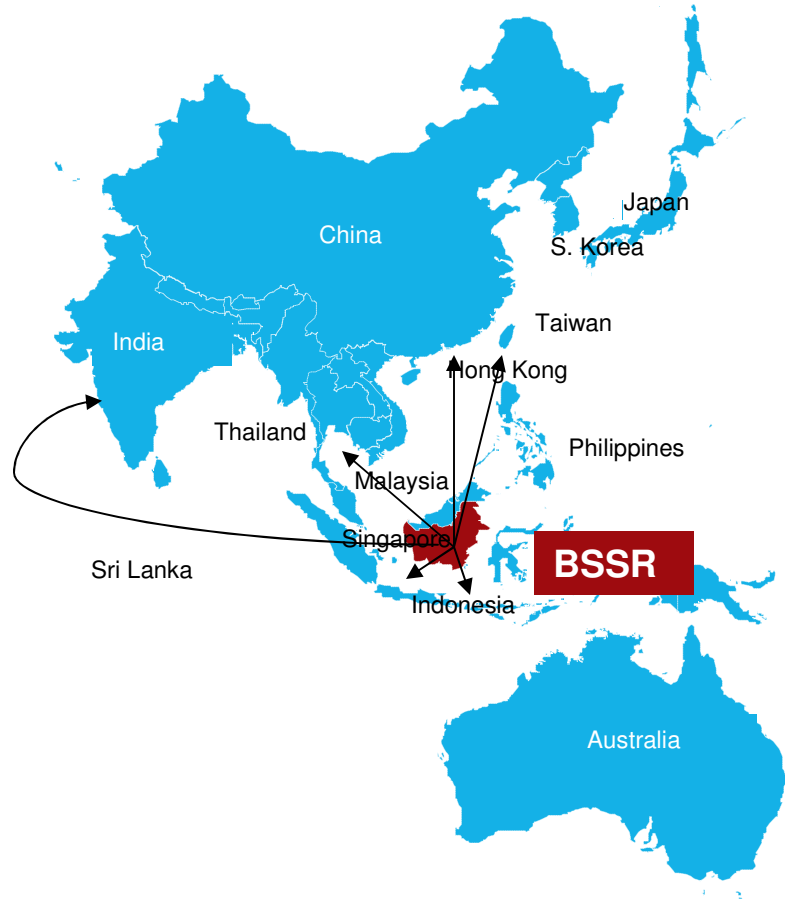 Japan
China
S. Korea
Taiwan
India
Hong Kong
Thailand
Philippines
Malaysia
Singapore
BSSR
Sri Lanka
Indonesia
Australia